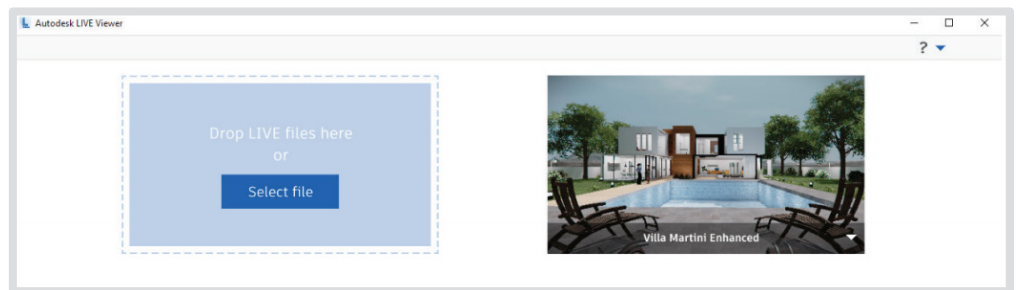 Autodesk LIVE Viewer
?
Drop LIVE files here
or
Select file
Villa Martini Enhanced